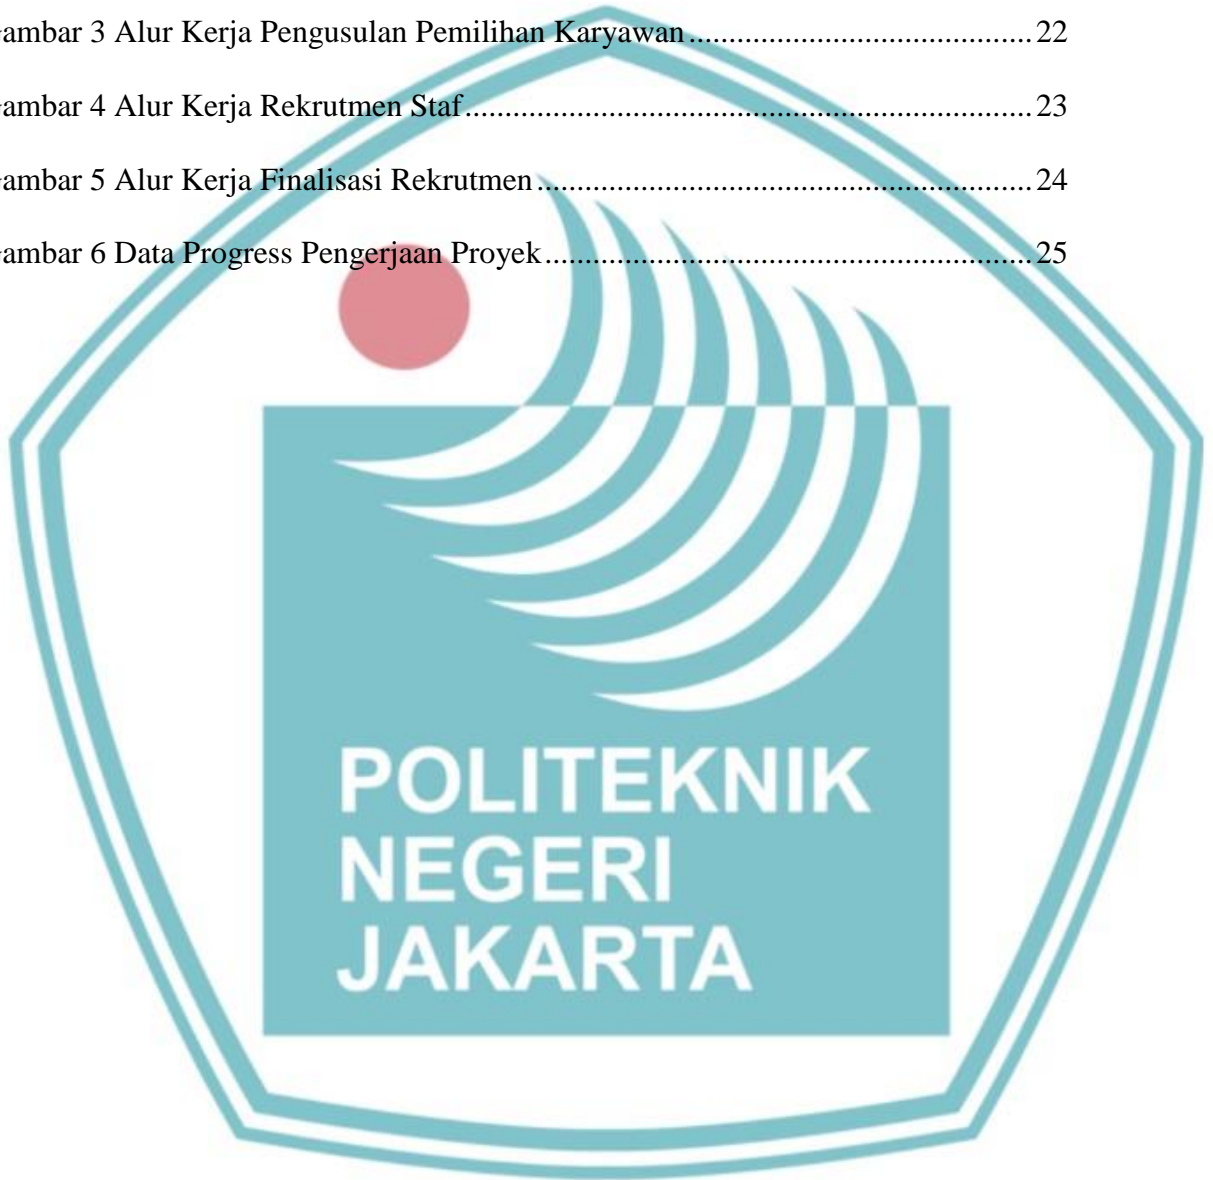 ambar 3 Alur Kerja Pengusulan Pemilihan Karyawan........................................22
ambar 4 Alur Kerja Rekrutmen Staf....................................................................23
ambar 5 Alur Kerja Finalisasi Rekrutmen...........................................................24
ambar 6 Data Progress Pengerjaan Proyek..........................................................25
POLITEKNIK
NEGERI
JAKARTA